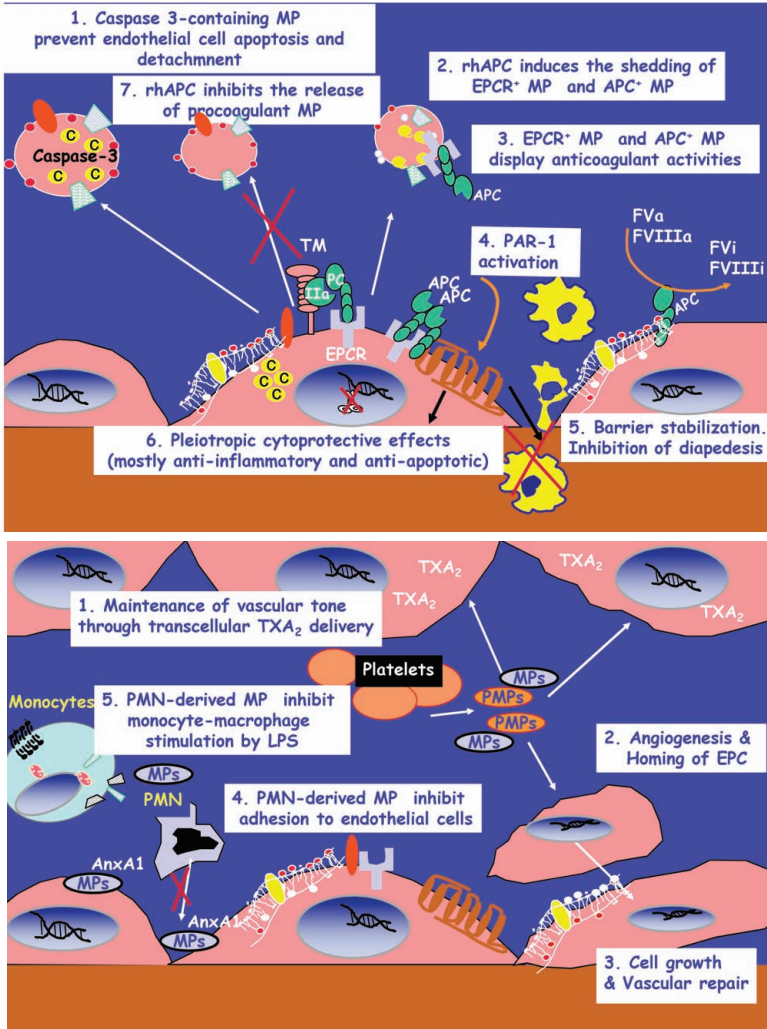 1. Caspase 3-containing MP
prevent endothelial cell apoptosis and
detachmnent
7. rhAPC inhibits the release
of procoagulant MP
2. rhAPC induces the shedding of
EPCR⁺ MP and APC⁺ MP
3. EPCR⁺ MP and APC⁺ MP
display anticoagulant activities
C
C
Caspase-3
C
C
C
APC
TM
PC
IIa
EPCR
APC
APC
4. PAR-1
activation
FVa
FVIIIa
FVi
FVIIIi
APC
C
C
C
C
C
6. Pleiotropic cytoprotective effects
(mostly anti-inflammatory and anti-apoptotic)
5. Barrier stabilization.
Inhibition of diapedesis
TXA₂
TXA₂
TXA₂
TXA₂
1. Maintenance of vascular tone
through transcellular TXA₂ delivery
Platelets
MPs
PMPs
PMPs
MPs
Monocytes
5. PMN-derived MP inhibit
monocyte-macrophage
stimulation by LPS
MPs
PMN
2. Angiogenesis &
Homing of EPC
4. PMN-derived MP inhibit
adhesion to endothelial cells
AnxA1
MPs
AnxA1
MPs
3. Cell growth
& Vascular repair